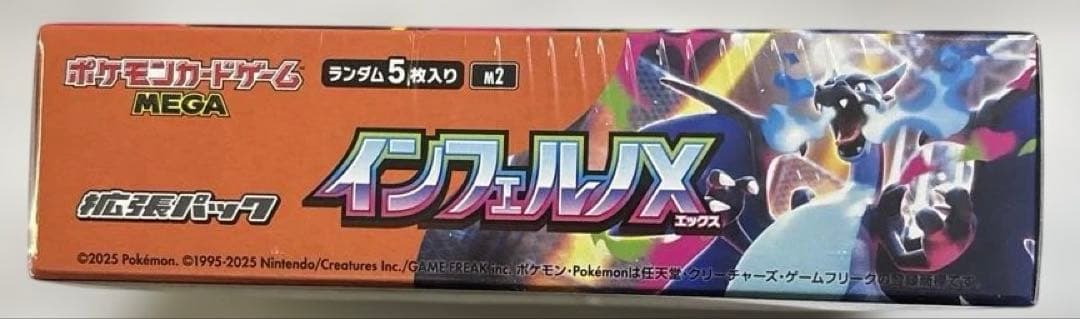 ポケモンカードゲーム
MEGA
ランダム5枚入り
M2
インフェルノX
エックス
拡張パック
©2025 Pokémon. ©1995-2025 Nintendo/Creatures Inc./GAME FREAK inc. ポケモン・Pokémonは任天堂・クリーチャーズ・ゲームフリークの登録商標です。